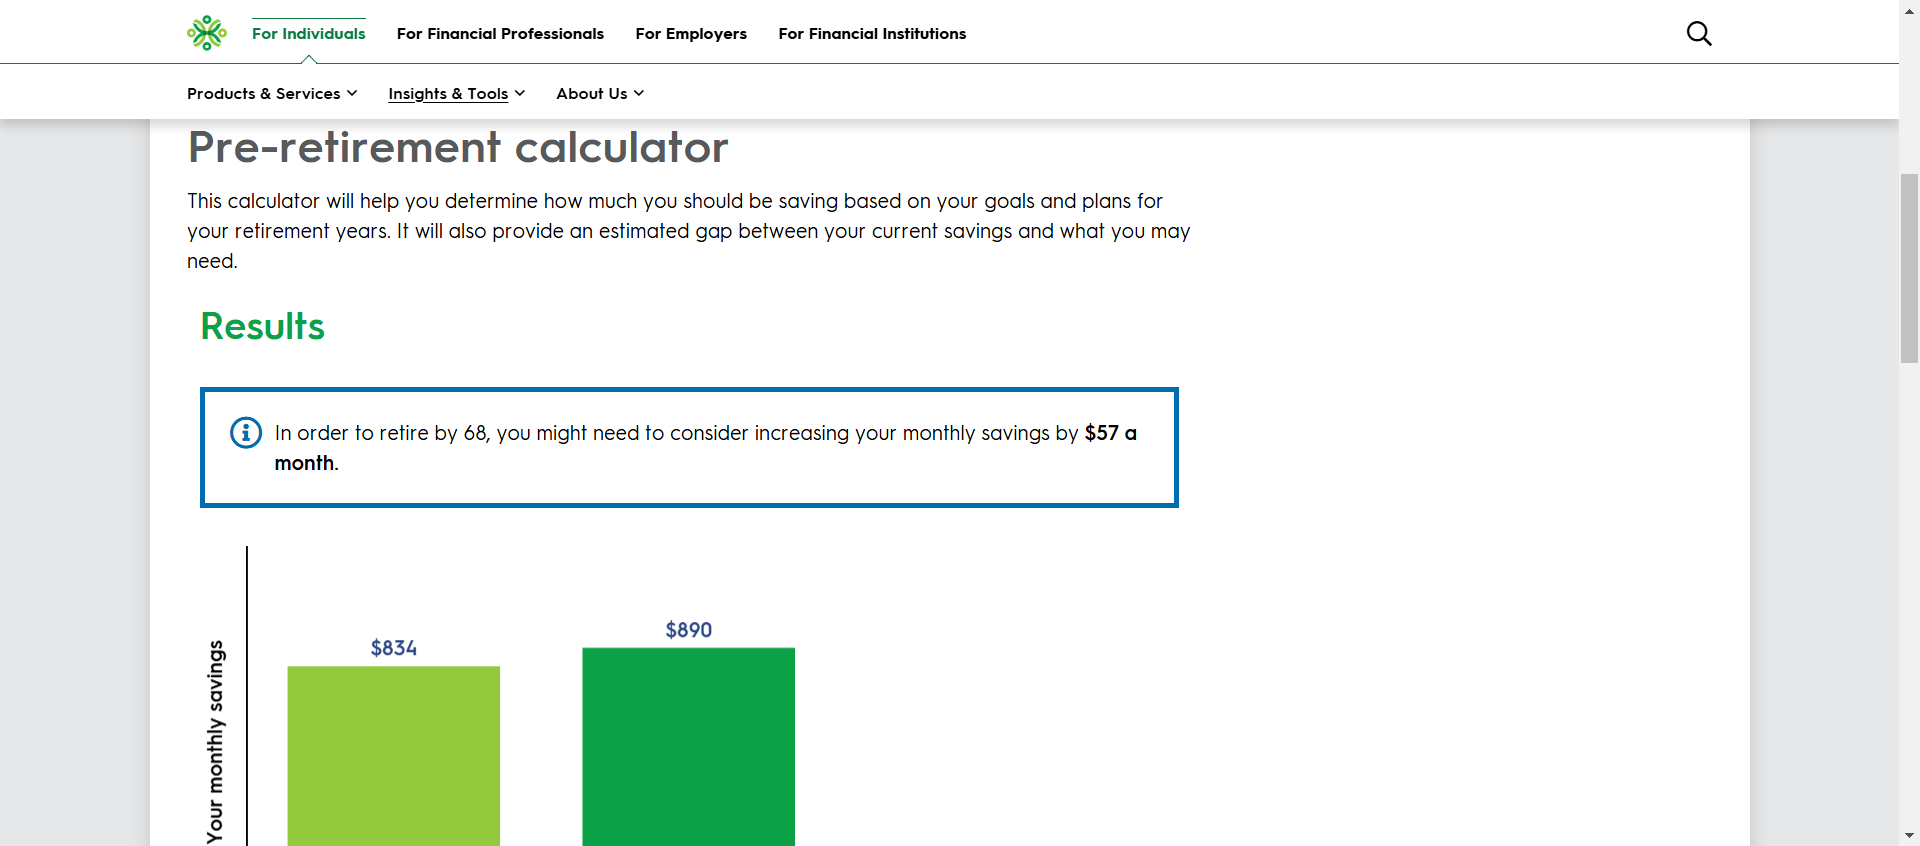 For Individuals For Financial Professionals For Employers For Financial Institutions
Products & Services Insights & Tools About Us
Pre-retirement calculator
This calculator will help you determine how much you should be saving based on your goals and plans for
your retirement years. It will also provide an estimated gap between your current savings and what you may
need.
Results
In order to retire by 68, you might need to consider increasing your monthly savings by $57 a
month.
$834
$890
Your monthly savings